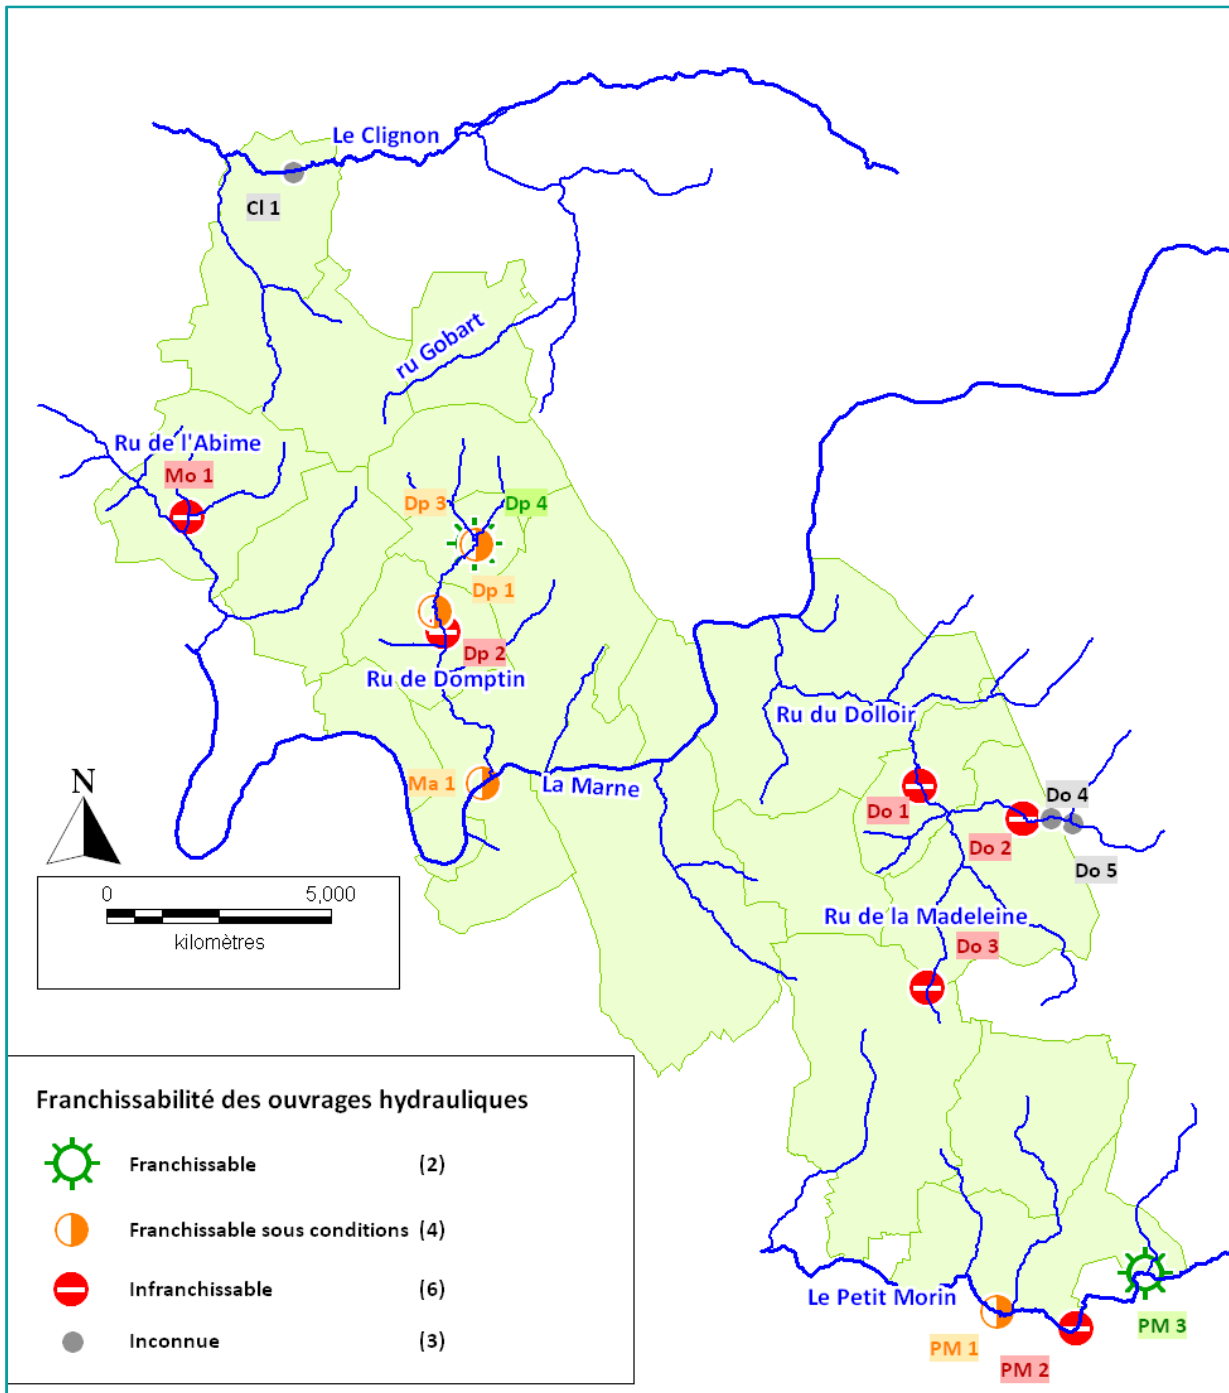 Le Clignon
Cl 1
ru Gobart
Ru de l'Abime
Mo 1
Dp 3
Dp 4
Dp 1
Dp 2
Ru de Domptin
Ru du Dolloir
Ma 1
La Marne
Do 1
Do 4
Do 2
Do 5
Ru de la Madeleine
Do 3
N
0 5,000
kilomètres
Le Petit Morin
PM 1
PM 2
PM 3
Franchissabilité des ouvrages hydrauliques
Franchissable (2)
Franchissable sous conditions (4)
Infranchissable (6)
Inconnue (3)